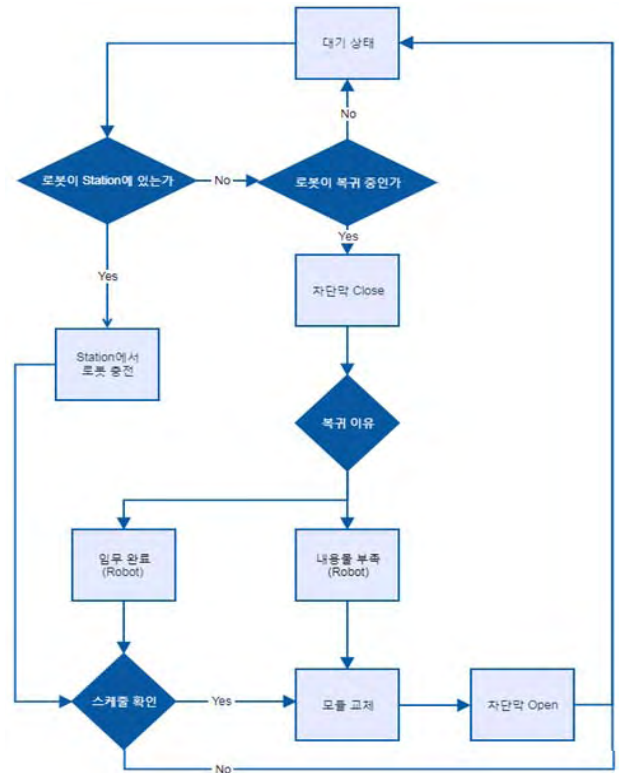 대기 상태
No
로봇이 Station에 있는가
No
로봇이 복귀 중인가
Yes
Yes
차단막 Close
Station에서
로봇 충전
복귀 이유
임무 완료
(Robot)
내용물 부족
(Robot)
스케줄 확인
Yes
모듈 교체
차단막 Open
No